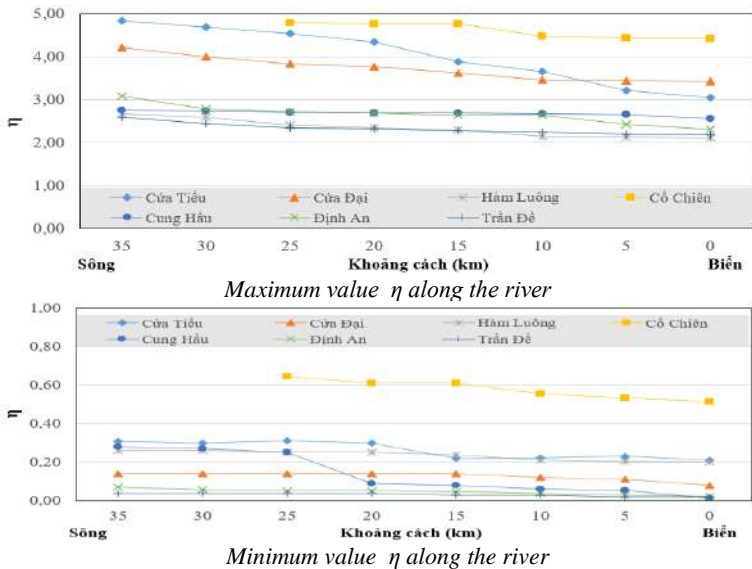 5,00
4,00
3,00
η
2,00
1,00
Cửa Tiểu Cửa Đại Hàm Luông Cổ Chiên
Cung Hầu Định An Trần Đề
0,00
35 30 25 20 15 10 5 0
Sông Khoảng cách (km) Biển
Maximum value η along the river
1,00
Cửa Tiểu Cửa Đại Hàm Luông Cổ Chiên
Cung Hầu Định An Trần Đề
0,80
0,60
η
0,40
0,20
0,00
35 30 25 20 15 10 5 0
Sông Khoảng cách (km) Biển
Minimum value η along the river